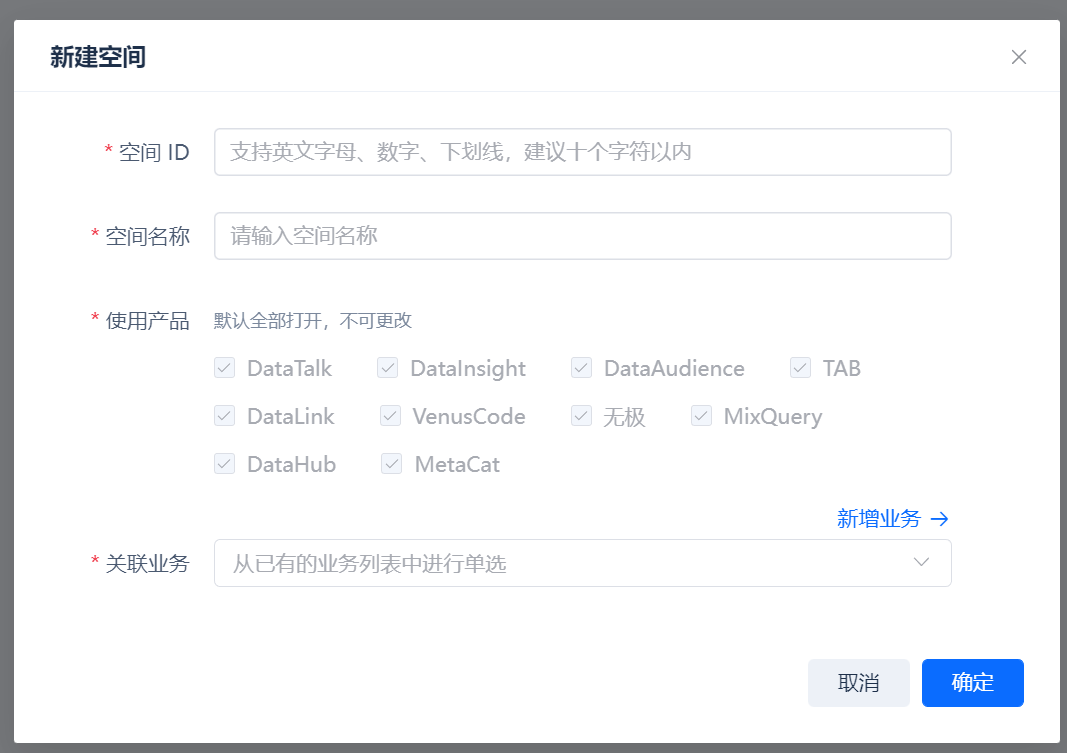 新建空间
* 空间 ID 支持英文字母、数字、下划线，建议十个字符以内
* 空间名称 请输入空间名称
* 使用产品 默认全部打开，不可更改
DataTalk DataInsight DataAudience TAB
DataLink VenusCode 无极 MixQuery
DataHub MetaCat
新增业务 →
* 关联业务 从已有的业务列表中进行单选
取消 确定